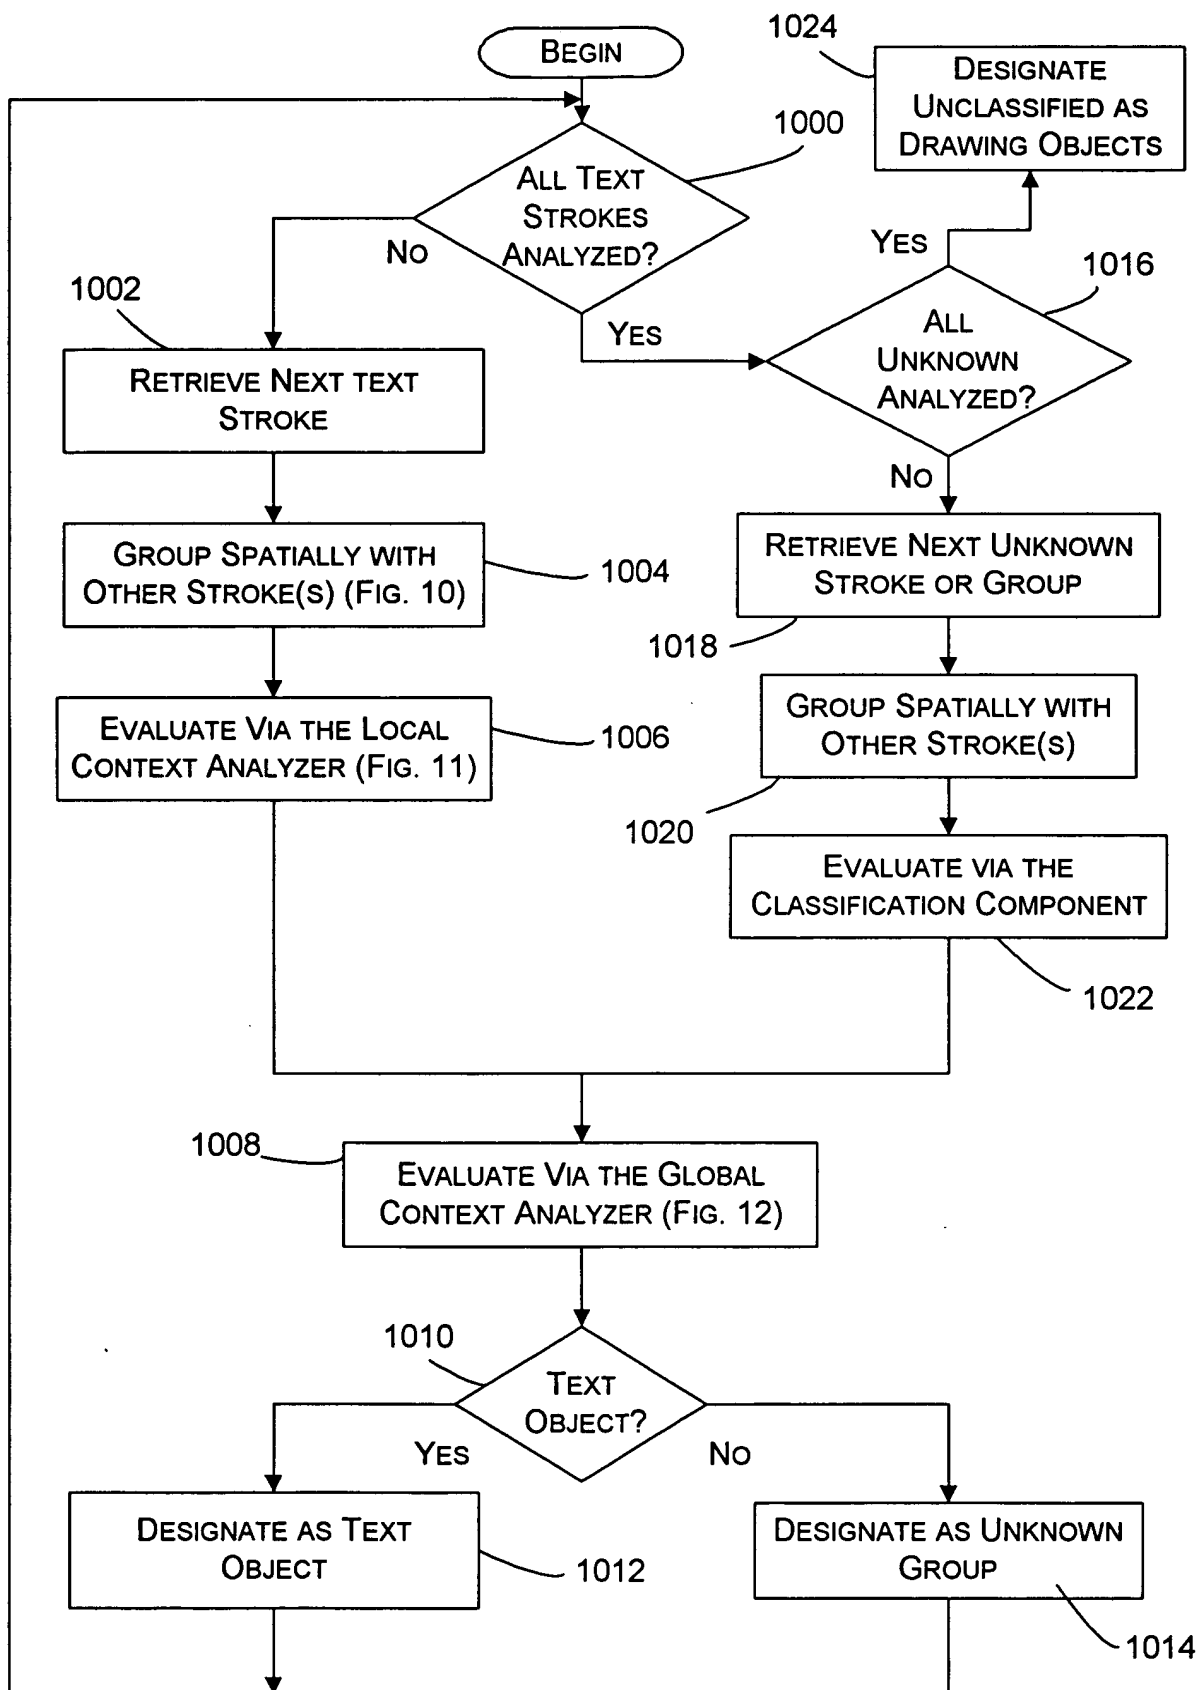 BEGIN
1024
DESIGNATE
UNCLASSIFIED AS
DRAWING OBJECTS
1000
ALL TEXT
STROKES
ANALYZED?
NO
YES
YES
1016
ALL
UNKNOWN
ANALYZED?
NO
1002
RETRIEVE NEXT TEXT
STROKE
GROUP SPATIALLY WITH
OTHER STROKE(S) (FIG. 10)
1004
RETRIEVE NEXT UNKNOWN
STROKE OR GROUP
1018
EVALUATE VIA THE LOCAL
CONTEXT ANALYZER (FIG. 11)
1006
GROUP SPATIALLY WITH
OTHER STROKE(S)
1020
EVALUATE VIA THE
CLASSIFICATION COMPONENT
1022
1008
EVALUATE VIA THE GLOBAL
CONTEXT ANALYZER (FIG. 12)
1010
TEXT
OBJECT?
YES
NO
DESIGNATE AS TEXT
OBJECT
1012
DESIGNATE AS UNKNOWN
GROUP
1014